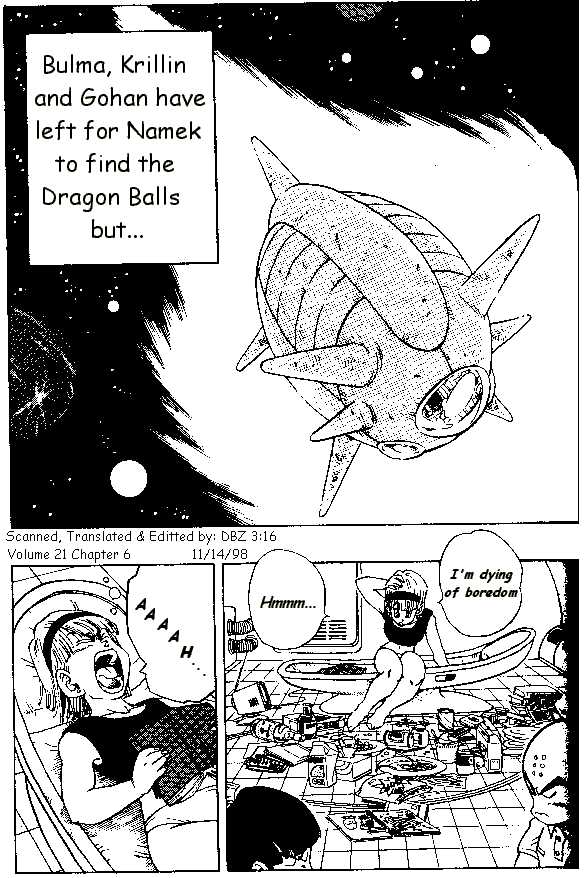 Bulma, Krillin
and Gohan have
left for Namek
to find the
Dragon Balls
but...
Scanned, Translated & Editted by: DBZ 3:16
Volume 21 Chapter 6 11/14/98
AAAAH...
Hmmm...
I'm dying
of boredom